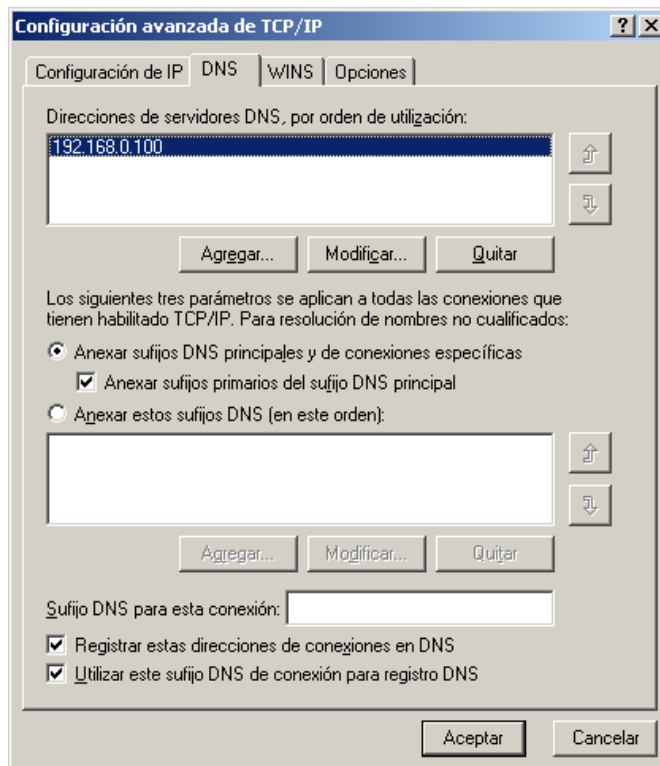 Configuración avanzada de TCP/IP
Configuración de IP DNS WINS Opciones
Direcciones de servidores DNS, por orden de utilización:
192.168.0.100
Agregar... Modificar... Quitar
Los siguientes tres parámetros se aplican a todas las conexiones que
tienen habilitado TCP/IP. Para resolución de nombres no cualificados:
Anexar sufijos DNS principales y de conexiones específicas
Anexar sufijos primarios del sufijo DNS principal
Anexar estos sufijos DNS (en este orden):
Agregar... Modificar... Quitar
Sufijo DNS para esta conexión:
Registrar estas direcciones de conexiones en DNS
Utilizar este sufijo DNS de conexión para registro DNS
Aceptar Cancelar